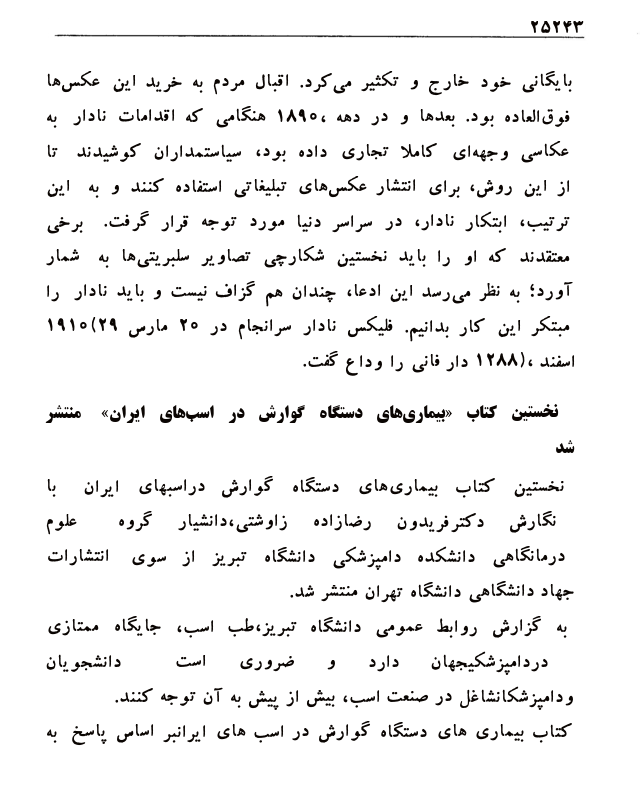 ۲۵۲۴۳
بایگانی خود خارج و تکثیر می‌کرد. اقبال مردم به خرید این عکس‌ها
فوق‌العاده بود. بعدها و در دهه ،۱۸۹۰ هنگامی که اقدامات نادار به
عکاسی وجهه‌ای کاملا تجاری داده بود، سیاستمداران کوشیدند تا
از این روش، برای انتشار عکس‌های تبلیغاتی استفاده کنند و به این
ترتیب، ابتکار نادار، در سراسر دنیا مورد توجه قرار گرفت. برخی
معتقدند که او را باید نخستین شکارچی تصاویر سلبریتی‌ها به شمار
آورد؛ به نظر می‌رسد این ادعا، چندان هم گزاف نیست و باید نادار را
مبتکر این کار بدانیم. فلیکس نادار سرانجام در ۲۰ مارس ۱۹۱۰(۲۹
اسفند ،(۱۲۸۸ دار فانی را وداع گفت.
نخستین کتاب «بیماری‌های دستگاه گوارش در اسب‌های ایران» منتشر
شد
نخستین کتاب بیماری‌های دستگاه گوارش دراسبهای ایران با
نگارش دکترفریدون رضازاده زاوشتی،دانشیار گروه علوم
درمانگاهی دانشکده دامپزشکی دانشگاه تبریز از سوی انتشارات
جهاد دانشگاهی دانشگاه تهران منتشر شد.
به گزارش روابط عمومی دانشگاه تبریز،طب اسب، جایگاه ممتازی
دردامپزشکیجهان دارد و ضروری است دانشجویان
ودامپزشکانشاغل در صنعت اسب، بیش از پیش به آن توجه کنند.
کتاب بیماری های دستگاه گوارش در اسب های ایرانبر اساس پاسخ به